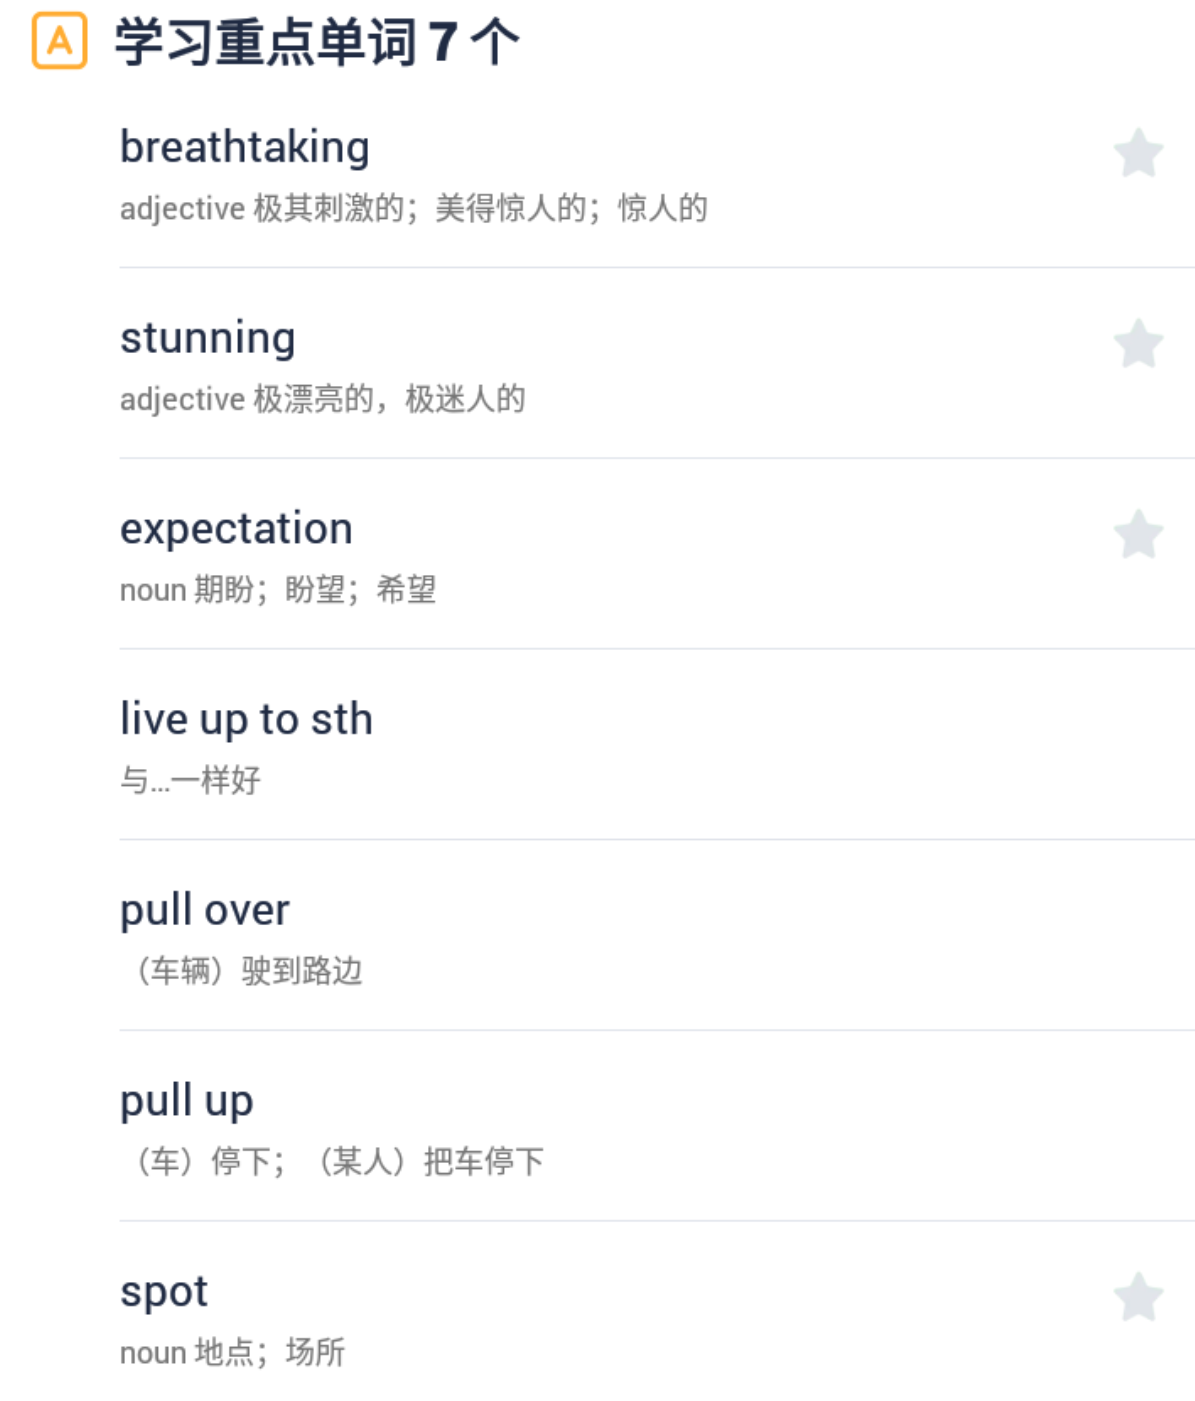 A 学习重点单词 7 个
breathtaking
adjective 极其刺激的；美得惊人的；惊人的
stunning
adjective 极漂亮的，极迷人的
expectation
noun 期盼；盼望；希望
live up to sth
与...一样好
pull over
（车辆）驶到路边
pull up
（车）停下；（某人）把车停下
spot
noun 地点；场所